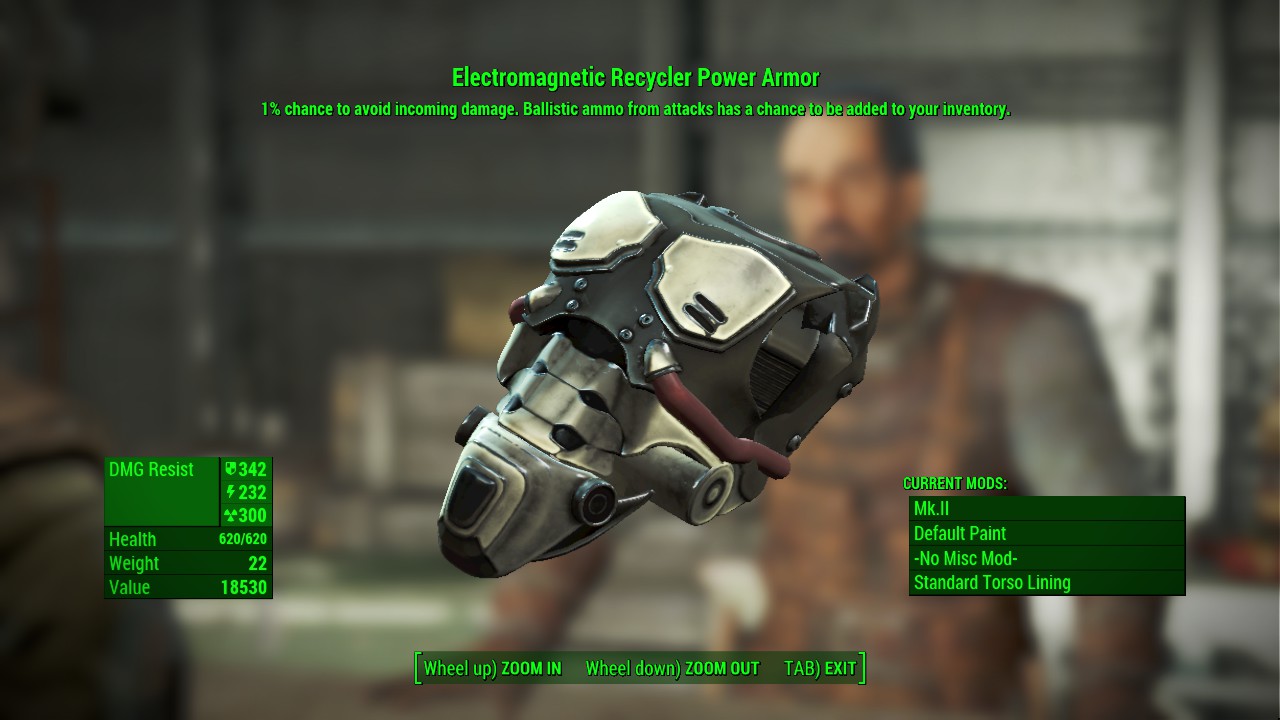 Electromagnetic Recycler Power Armor
1% chance to avoid incoming damage. Ballistic ammo from attacks has a chance to be added to your inventory.
DMG Resist 342
232
300
Health 620/620
Weight 22
Value 18530
CURRENT MODS:
Mk.II
Default Paint
-No Misc Mod-
Standard Torso Lining
[Wheel up) ZOOM IN Wheel down) ZOOM OUT TAB) EXIT]